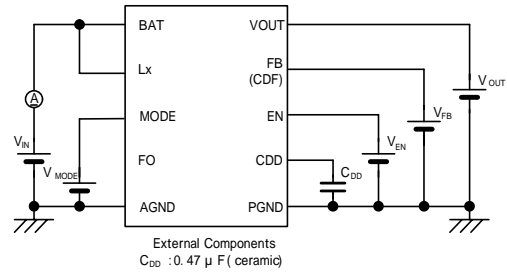 BAT
VOUT
FB
(CDF)
Lx
VOUT
A
MODE
EN
VFB
VIN
VEN
FO
CDD
CDD
VMODE
AGND
PGND
External Components
CDD : 0. 47 μ F ( ceramic)